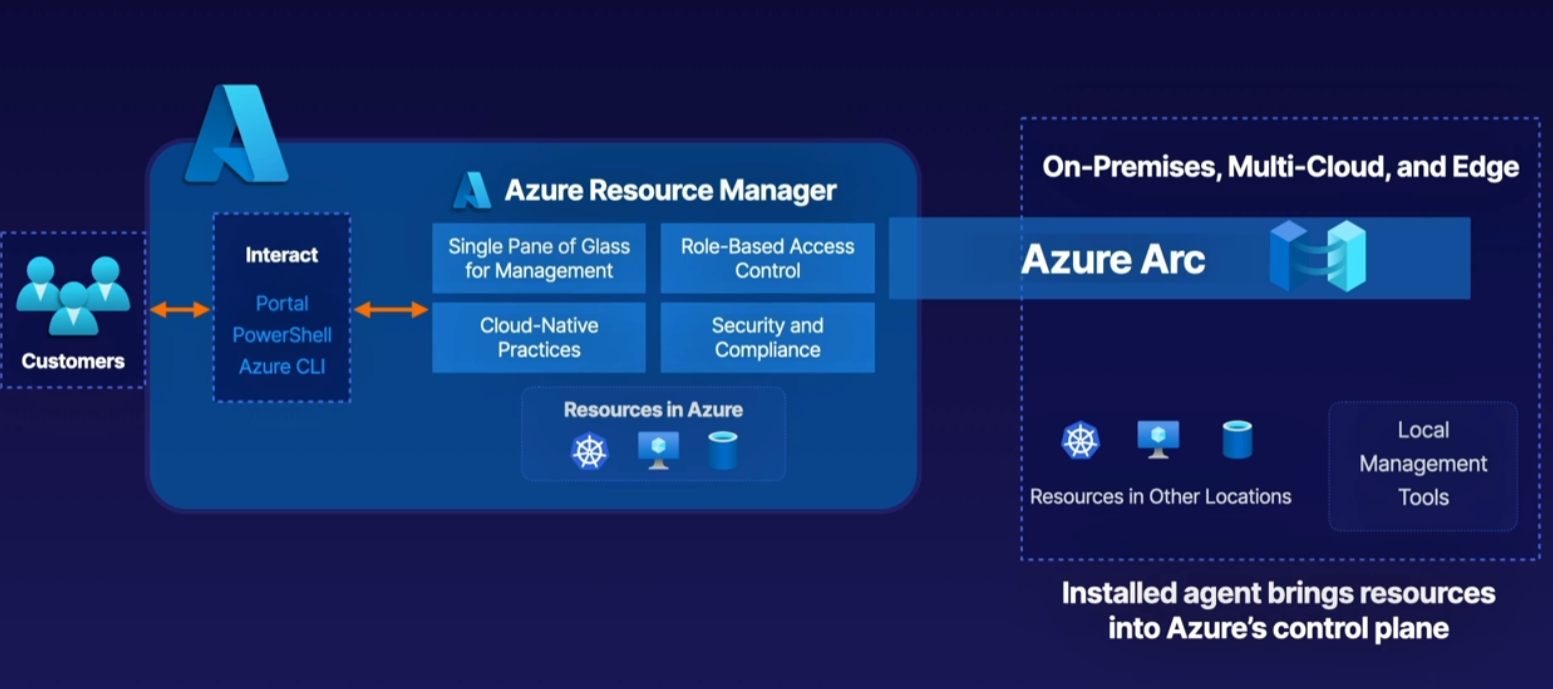 Customers
Interact
Portal
PowerShell
Azure CLI
Azure Resource Manager
Single Pane of Glass
for Management
Role-Based Access
Control
Cloud-Native
Practices
Security and
Compliance
Resources in Azure
On-Premises, Multi-Cloud, and Edge
Azure Arc
Resources in Other Locations
Local
Management
Tools
Installed agent brings resources
into Azure's control plane